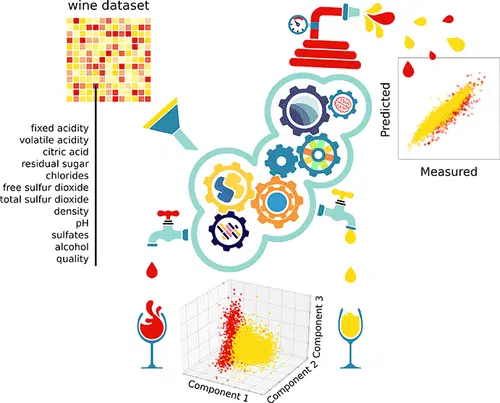 wine dataset
fixed acidity
volatile acidity
citric acid
residual sugar
chlorides
free sulfur dioxide
total sulfur dioxide
density
pH
sulfates
alcohol
quality
Predicted
Measured
Component 1
Component 2
Component 3